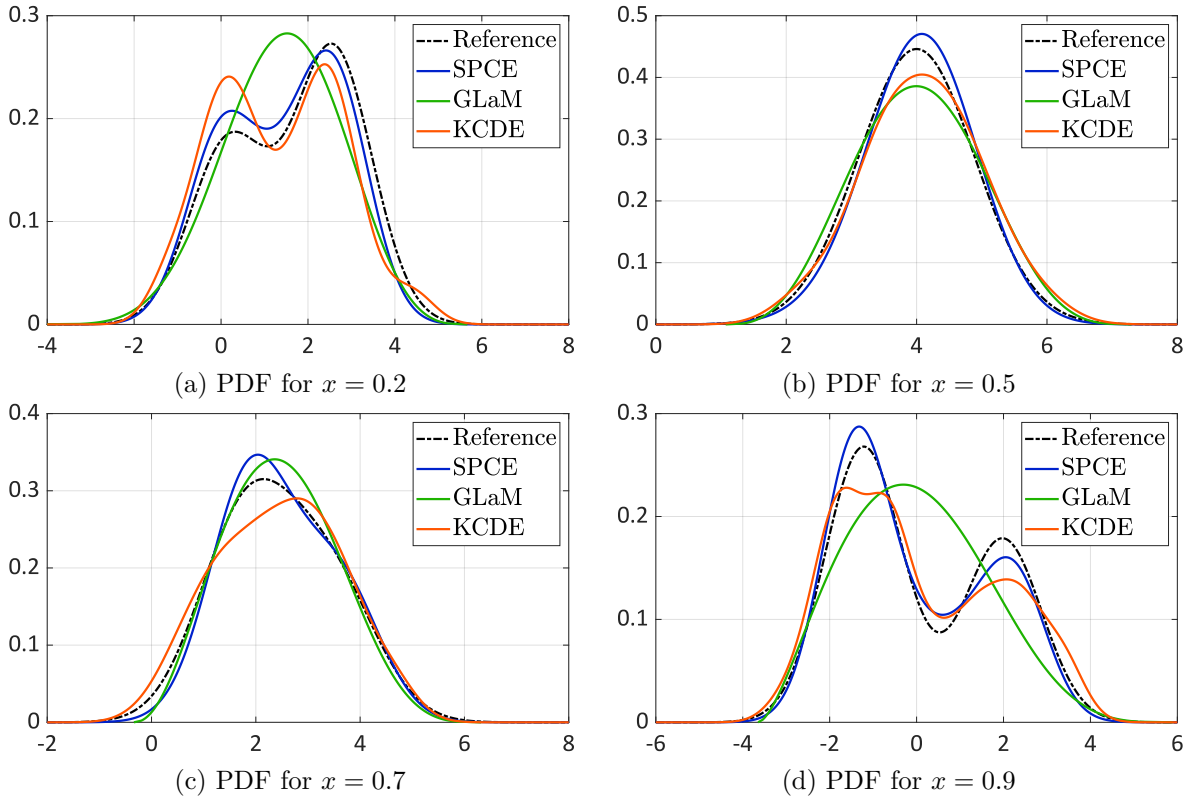 0.3
0.2
0.1
0
-4 -2 0 2 4 6 8
Reference
SPCE
GLaM
KCDE
(a) PDF for x = 0.2
0.5
0.4
0.3
0.2
0.1
0
0 2 4 6 8
Reference
SPCE
GLaM
KCDE
(b) PDF for x = 0.5
0.4
0.3
0.2
0.1
0
-2 0 2 4 6 8
Reference
SPCE
GLaM
KCDE
(c) PDF for x = 0.7
0.3
0.2
0.1
0
-6 -4 -2 0 2 4 6
Reference
SPCE
GLaM
KCDE
(d) PDF for x = 0.9